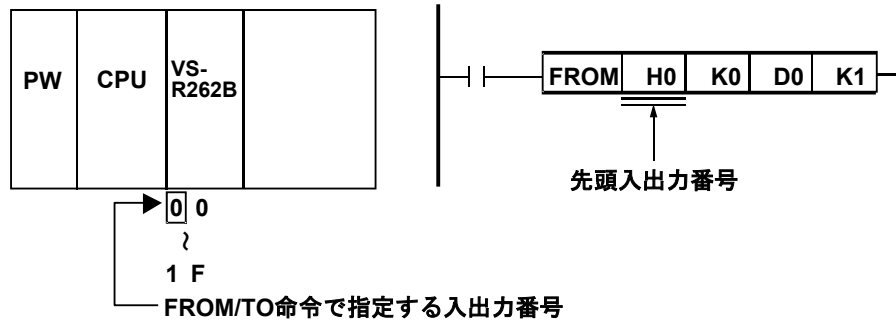 PW
CPU
VS-
R262B
0 0
~
1 F
FROM/TO命令で指定する入出力番号
FROM H0 K0 D0 K1
先頭入出力番号